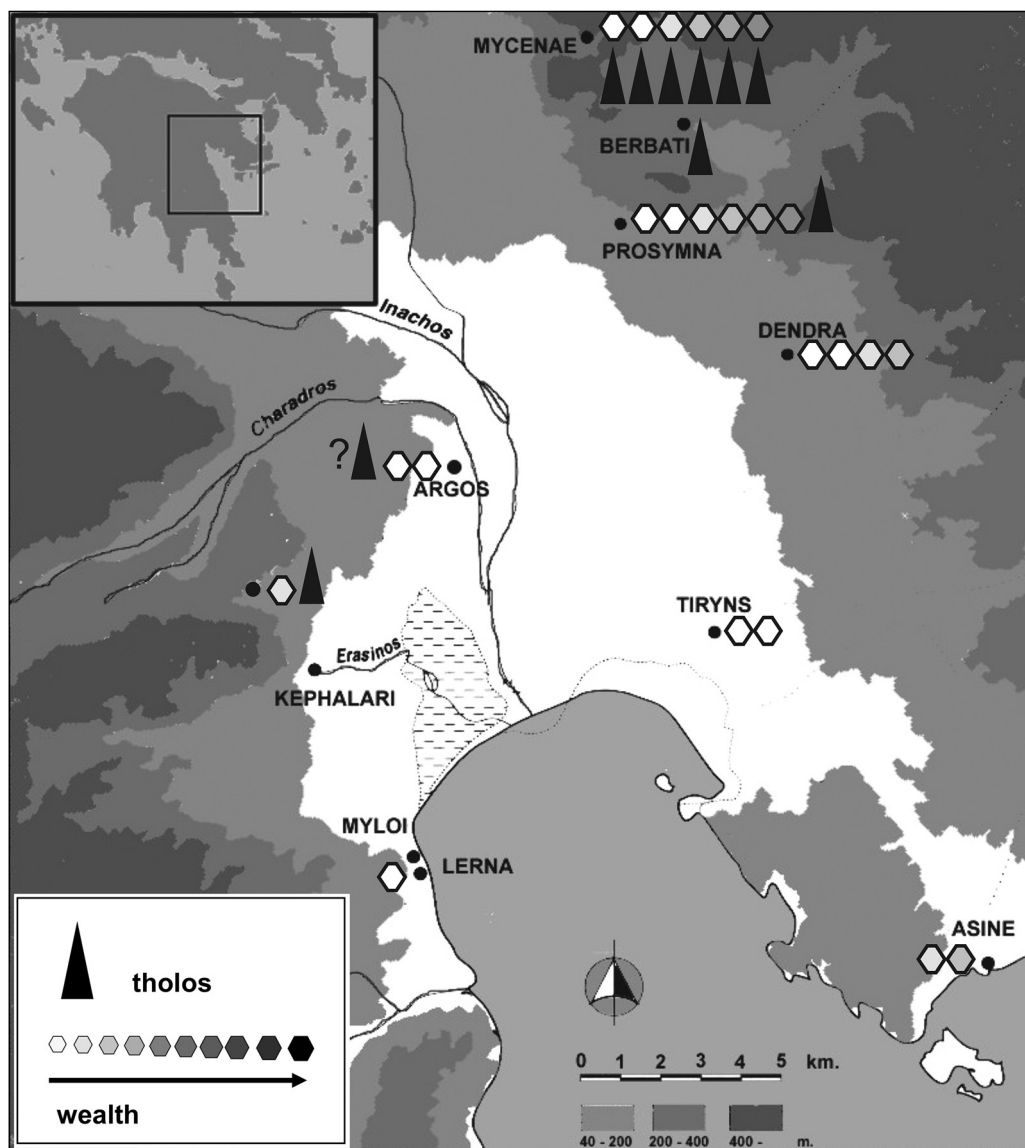 MYCENAE
BERBATI
PROSYMNA
DENDRA
Inachos
Charadros
?
ARGOS
TIRYNS
Erasinos
KEPHALARI
MYLOI
LERNA
ASINE
tholos
wealth
0 1 2 3 4 5 km.
40 - 200 200 - 400 400 - m.